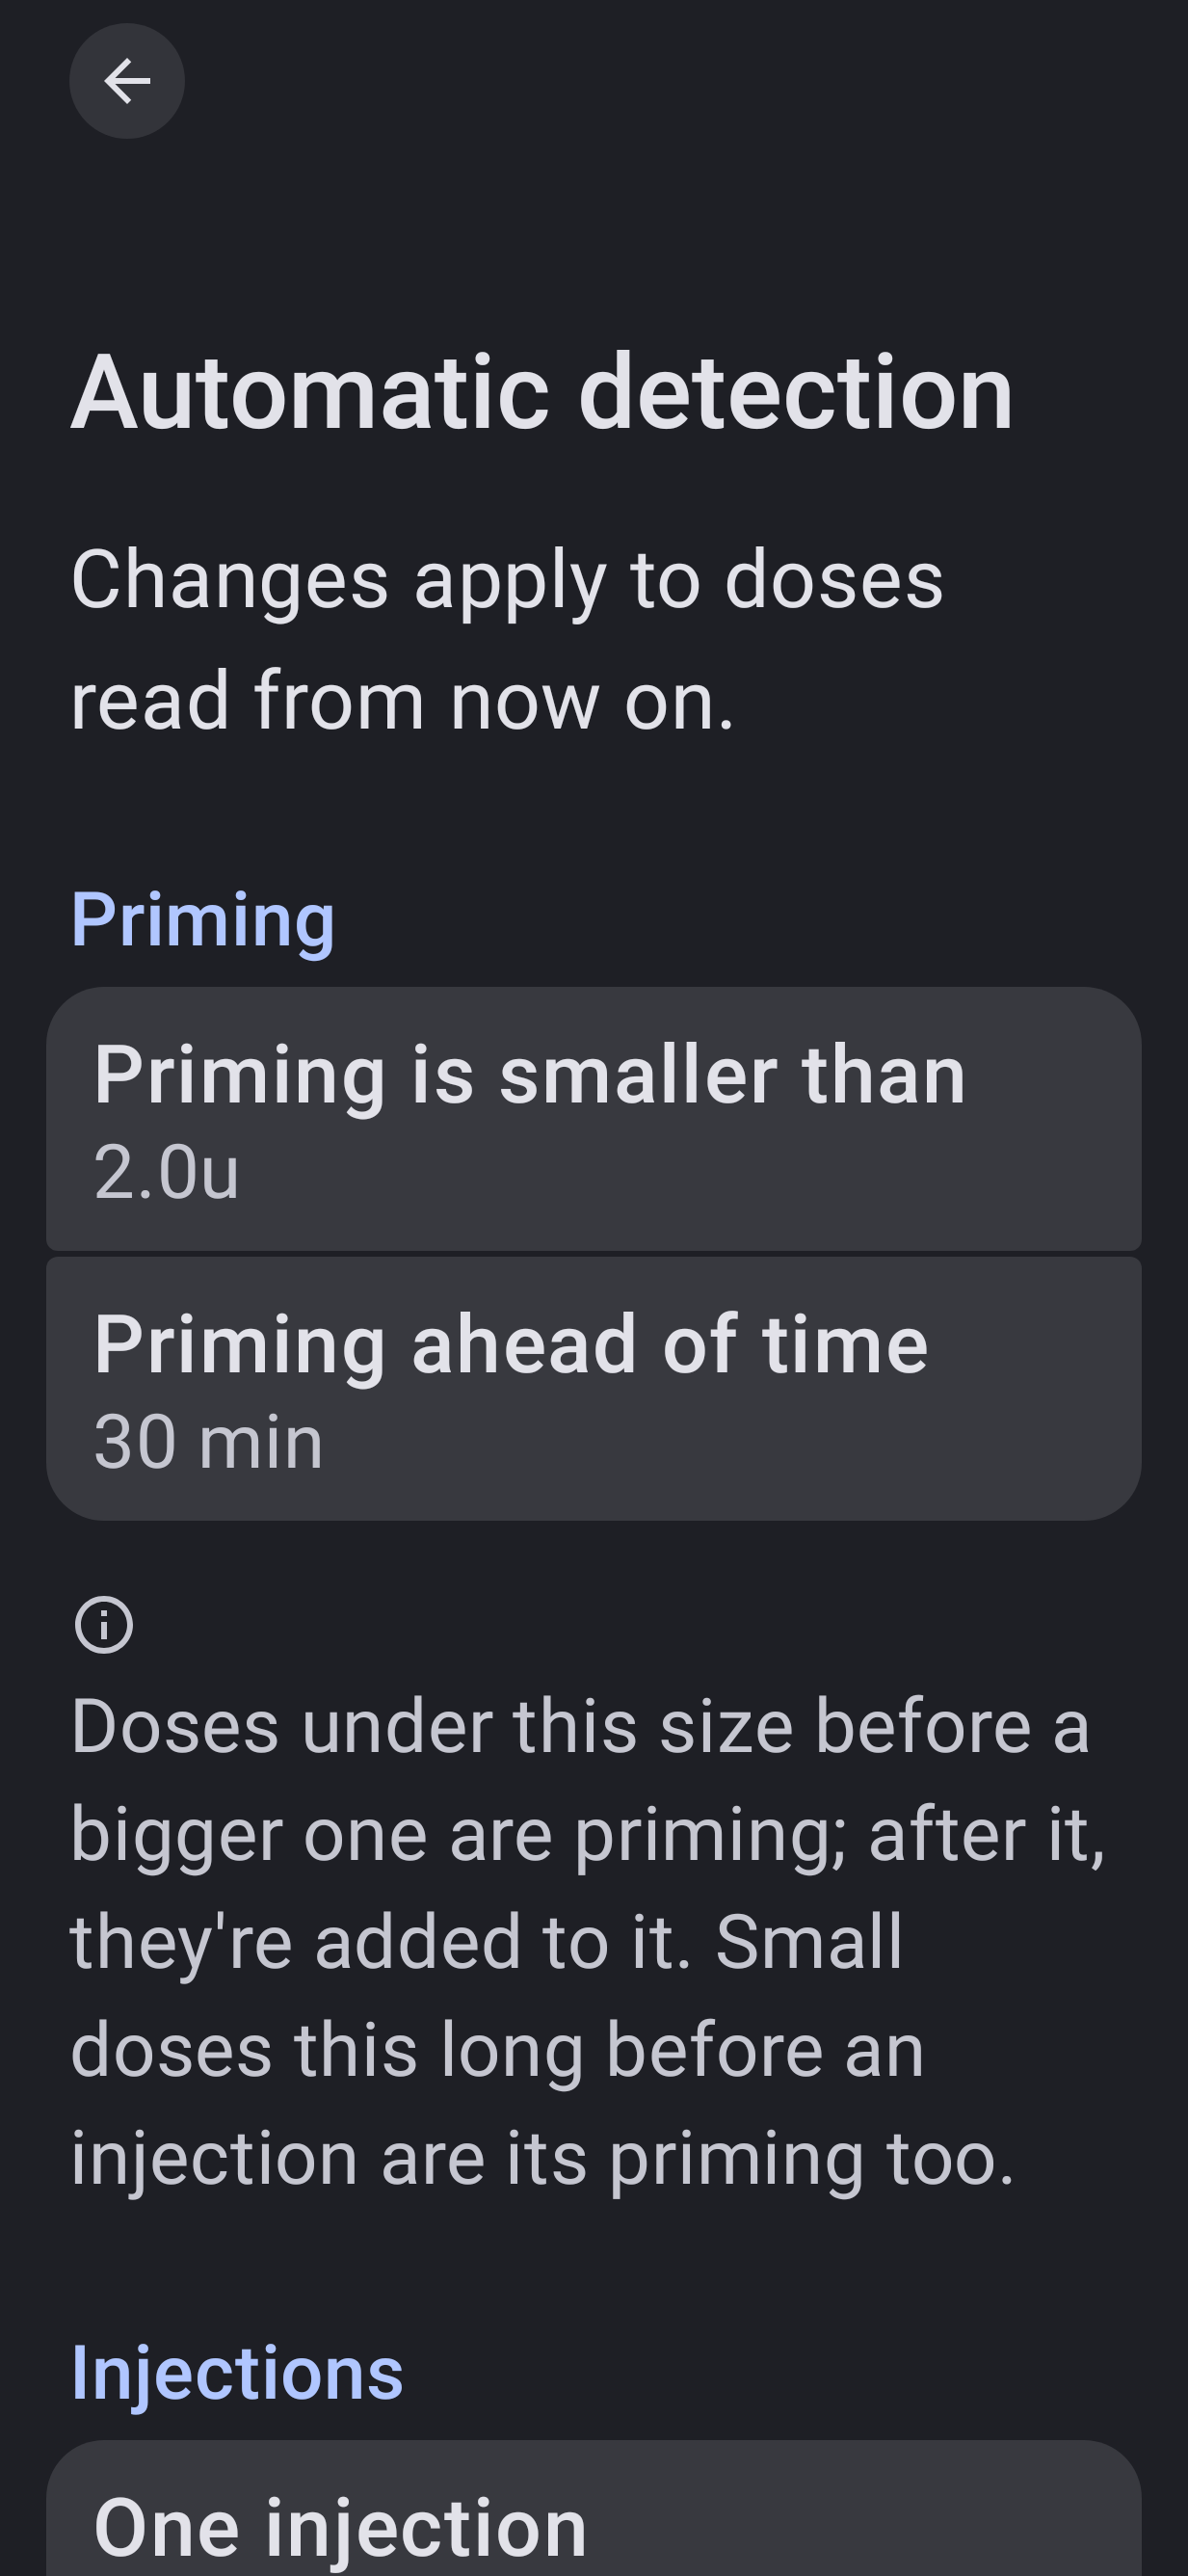 Automatic detection
Changes apply to doses
read from now on.
Priming
Priming is smaller than
2.0u
Priming ahead of time
30 min
Doses under this size before a
bigger one are priming; after it,
they're added to it. Small
doses this long before an
injection are its priming too.
Injections
One injection